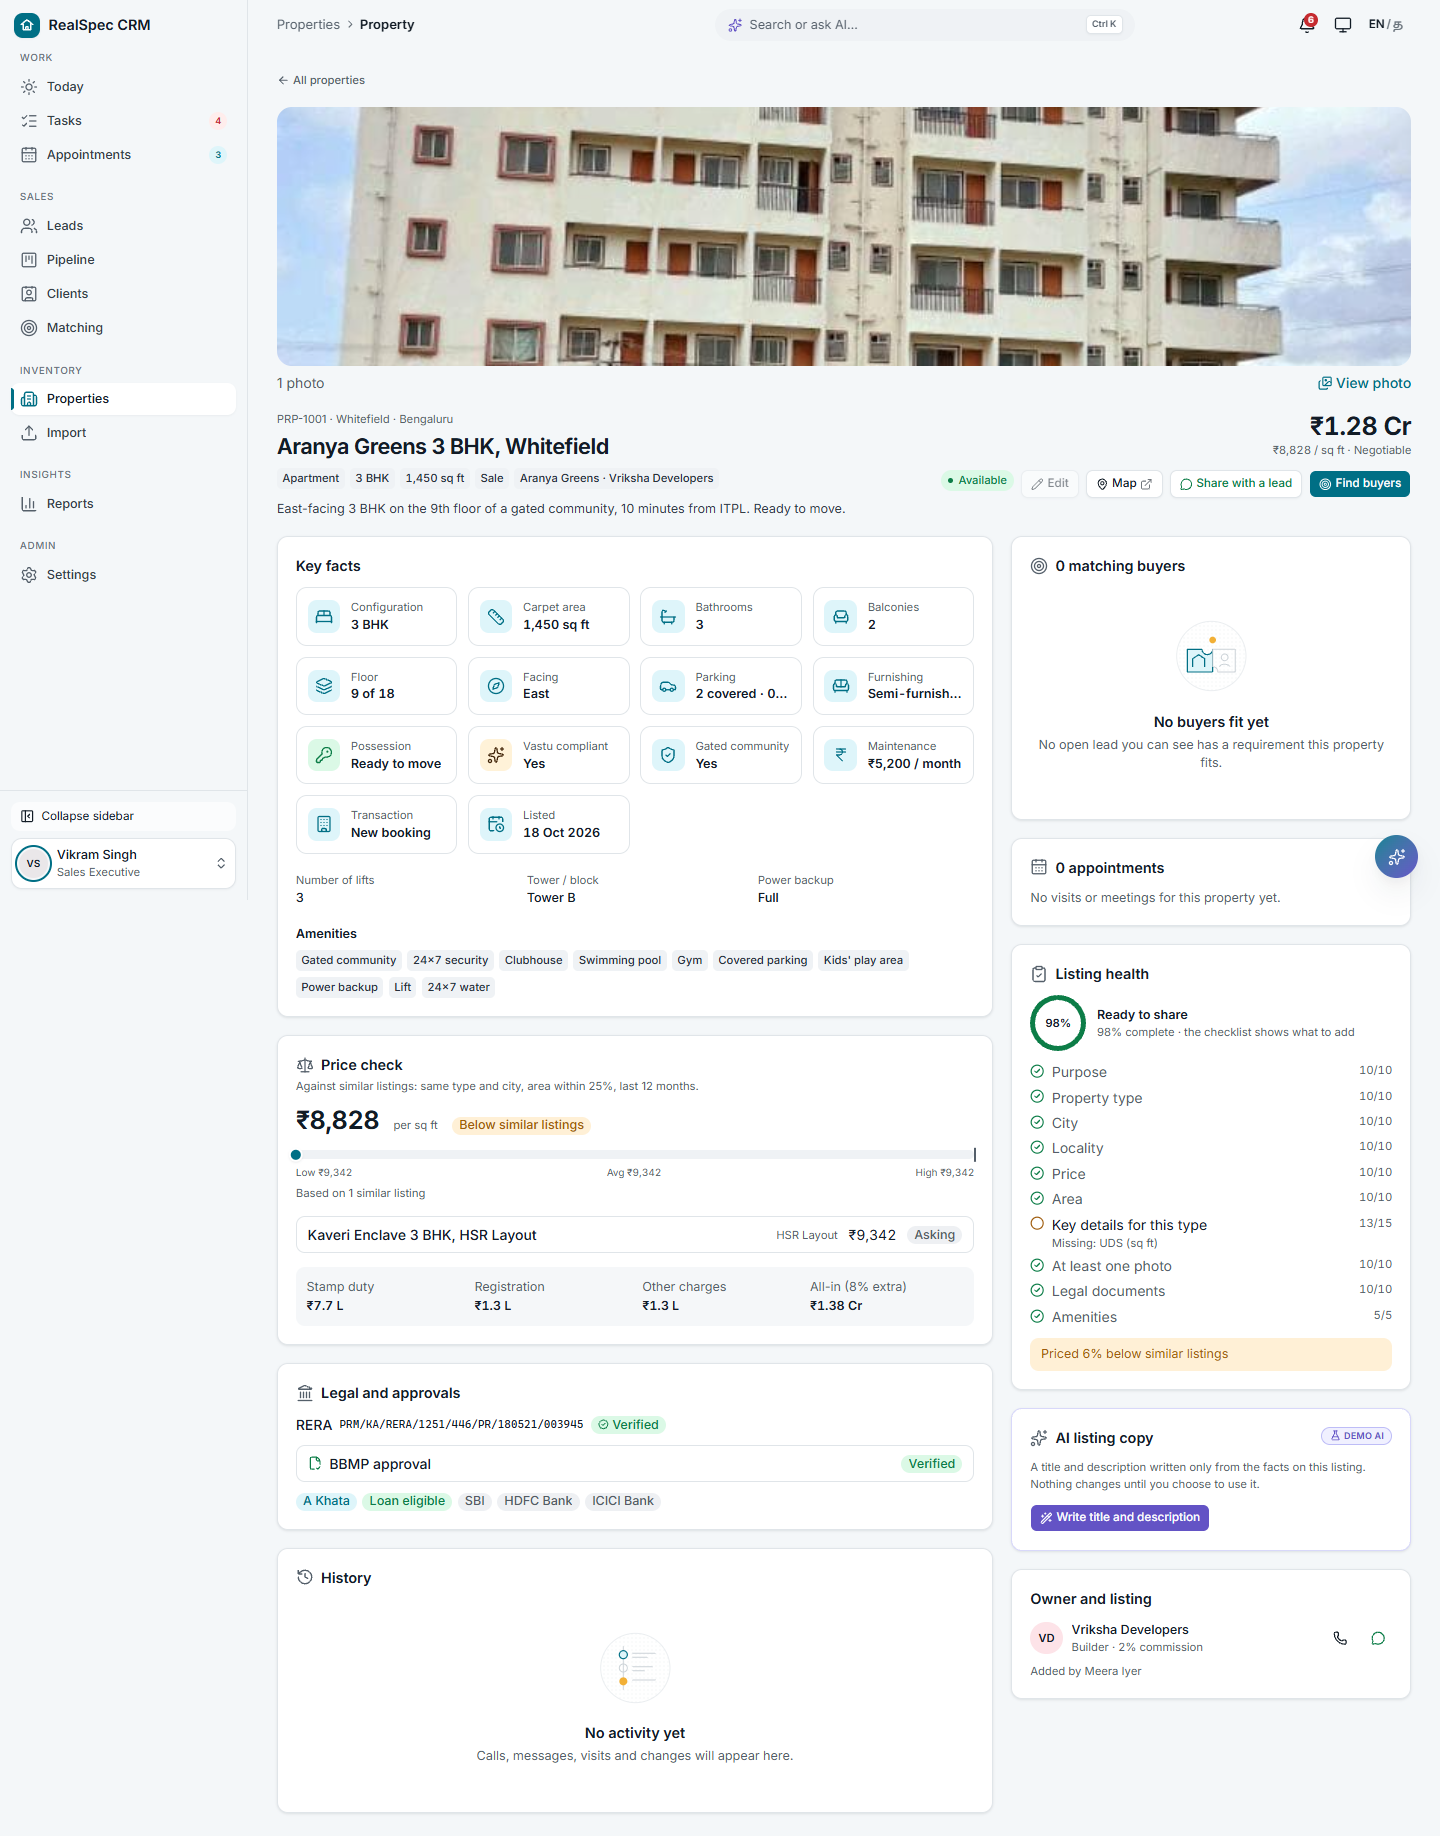 RealSpec CRM
WORK
Today
Tasks 4
Appointments 3
SALES
Leads
Pipeline
Clients
Matching
INVENTORY
Properties
Import
INSIGHTS
Reports
ADMIN
Settings
Collapse sidebar
VS
Vikram Singh
Sales Executive
Properties > Property
Search or ask AI... Ctrl K
6
EN / த
← All properties
1 photo
View photo
PRP-1001 · Whitefield · Bengaluru
Aranya Greens 3 BHK, Whitefield
₹1.28 Cr
₹8,828 / sq ft · Negotiable
Apartment 3 BHK 1,450 sq ft Sale Aranya Greens · Vriksha Developers
Available Edit Map Share with a lead Find buyers
East-facing 3 BHK on the 9th floor of a gated community, 10 minutes from ITPL. Ready to move.
Key facts
Configuration
3 BHK
Carpet area
1,450 sq ft
Bathrooms
3
Balconies
2
Floor
9 of 18
Facing
East
Parking
2 covered · 0...
Furnishing
Semi-furnish...
Possession
Ready to move
Vastu compliant
Yes
Gated community
Yes
Maintenance
₹5,200 / month
Transaction
New booking
Listed
18 Oct 2026
Number of lifts
3
Tower / block
Tower B
Power backup
Full
Amenities
Gated community 24×7 security Clubhouse Swimming pool Gym Covered parking Kids' play area
Power backup Lift 24×7 water
Price check
Against similar listings: same type and city, area within 25%, last 12 months.
₹8,828 per sq ft Below similar listings
Low ₹9,342 Avg ₹9,342 High ₹9,342
Based on 1 similar listing
Kaveri Enclave 3 BHK, HSR Layout HSR Layout ₹9,342 Asking
Stamp duty
₹7.7 L
Registration
₹1.3 L
Other charges
₹1.3 L
All-in (8% extra)
₹1.38 Cr
Legal and approvals
RERA PRM/KA/RERA/1251/446/PR/180521/003945 Verified
BBMP approval Verified
A Khata Loan eligible SBI HDFC Bank ICICI Bank
History
No activity yet
Calls, messages, visits and changes will appear here.
0 matching buyers
No buyers fit yet
No open lead you can see has a requirement this property
fits.
0 appointments
No visits or meetings for this property yet.
Listing health
98%
Ready to share
98% complete · the checklist shows what to add
Purpose 10/10
Property type 10/10
City 10/10
Locality 10/10
Price 10/10
Area 10/10
Key details for this type 13/15
Missing: UDS (sq ft)
At least one photo 10/10
Legal documents 10/10
Amenities 5/5
Priced 6% below similar listings
AI listing copy DEMO AI
A title and description written only from the facts on this listing.
Nothing changes until you choose to use it.
Write title and description
Owner and listing
VD
Vriksha Developers
Builder · 2% commission
Added by Meera Iyer